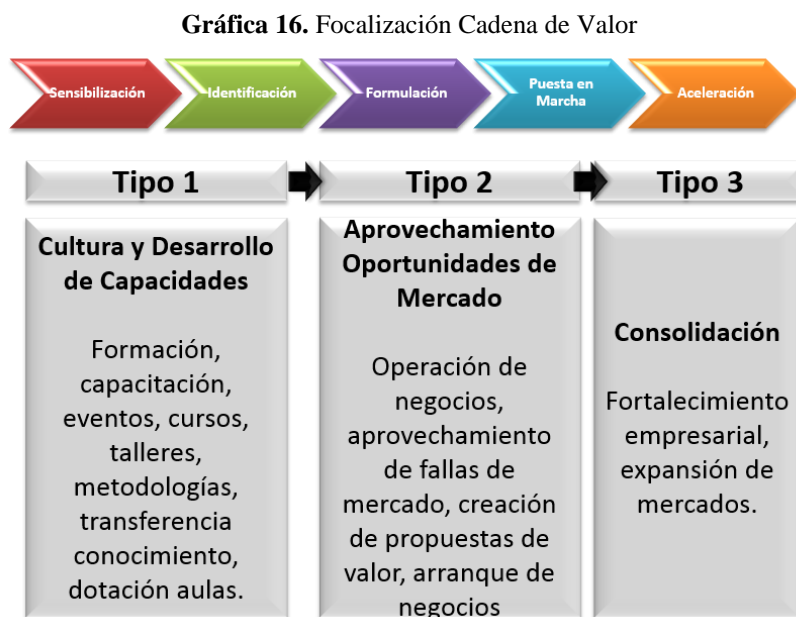 Gráfica 16. Focalización Cadena de Valor
Sensibilización
Identificación
Formulación
Puesta en
Marcha
Aceleración
Tipo 1
Tipo 2
Tipo 3
Cultura y Desarrollo
de Capacidades
Formación,
capacitación,
eventos, cursos,
talleres,
metodologías,
transferencia
conocimiento,
dotación aulas.
Aprovechamiento
Oportunidades de
Mercado
Operación de
negocios,
aprovechamiento
de fallas de
mercado, creación
de propuestas de
valor, arranque de
negocios
Consolidación
Fortalecimiento
empresarial,
expansión de
mercados.